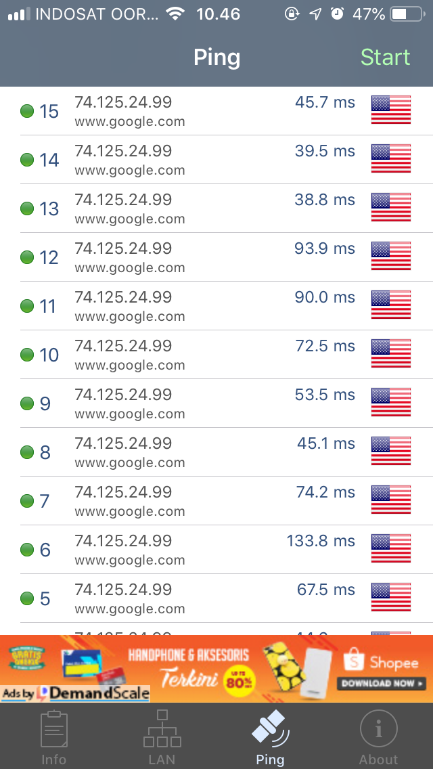 INDOSAT OOR... 10.46 47%
Ping Start
15 74.125.24.99 45.7 ms
www.google.com
14 74.125.24.99 39.5 ms
www.google.com
13 74.125.24.99 38.8 ms
www.google.com
12 74.125.24.99 93.9 ms
www.google.com
11 74.125.24.99 90.0 ms
www.google.com
10 74.125.24.99 72.5 ms
www.google.com
9 74.125.24.99 53.5 ms
www.google.com
8 74.125.24.99 45.1 ms
www.google.com
7 74.125.24.99 74.2 ms
www.google.com
6 74.125.24.99 133.8 ms
www.google.com
5 74.125.24.99 67.5 ms
www.google.com
GRATIS ONGKIR
HANDPHONE & AKSESORIS
Terkini
UP TO
80%
Shopee
DOWNLOAD NOW
Ads by DemandScale
Info LAN Ping About